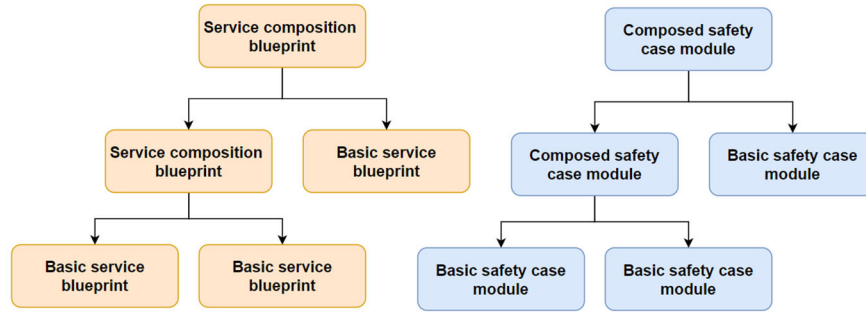 Service composition
blueprint
Composed safety
case module
Service composition
blueprint
Basic service
blueprint
Composed safety
case module
Basic safety case
module
Basic service
blueprint
Basic service
blueprint
Basic safety case
module
Basic safety case
module